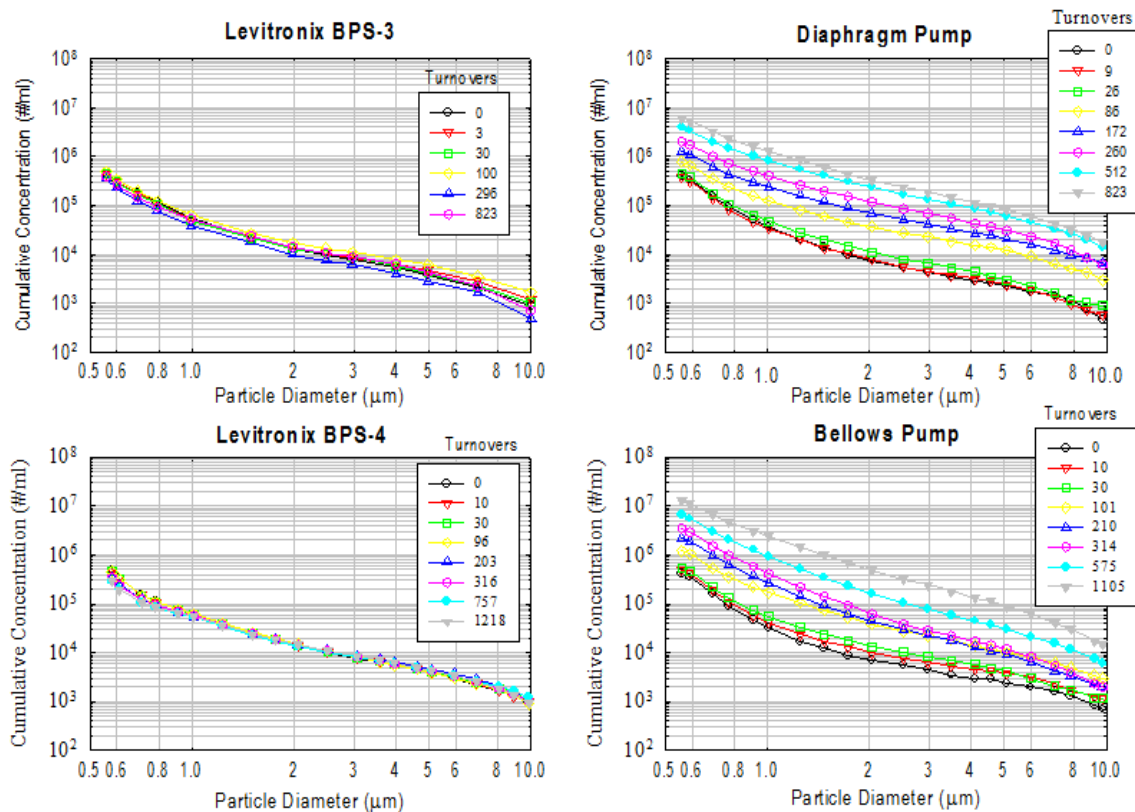 Levitronix BPS-3
Cumulative Concentration (#/ml)
10^8
10^7
10^6
10^5
10^4
10^3
10^2
Turnovers
0
3
30
100
296
823
0.5 0.6 0.8 1.0 2 3 4 5 6 8 10.0
Particle Diameter (μm)
Diaphragm Pump
Cumulative Concentration (#/ml)
10^8
10^7
10^6
10^5
10^4
10^3
10^2
Turnovers
0
9
26
86
172
260
512
823
0.5 0.6 0.8 1.0 2 3 4 5 6 8 10.0
Particle Diameter (μm)
Levitronix BPS-4
Cumulative Concentration (#/ml)
10^8
10^7
10^6
10^5
10^4
10^3
10^2
Turnovers
0
10
30
96
203
316
757
1218
0.5 0.6 0.8 1.0 2 3 4 5 6 8 10.0
Particle Diameter (μm)
Bellows Pump
Cumulative Concentration (#/ml)
10^8
10^7
10^6
10^5
10^4
10^3
10^2
Turnovers
0
10
30
101
210
314
575
1105
0.5 0.6 0.8 1.0 2 3 4 5 6 8 10.0
Particle Diameter (μm)